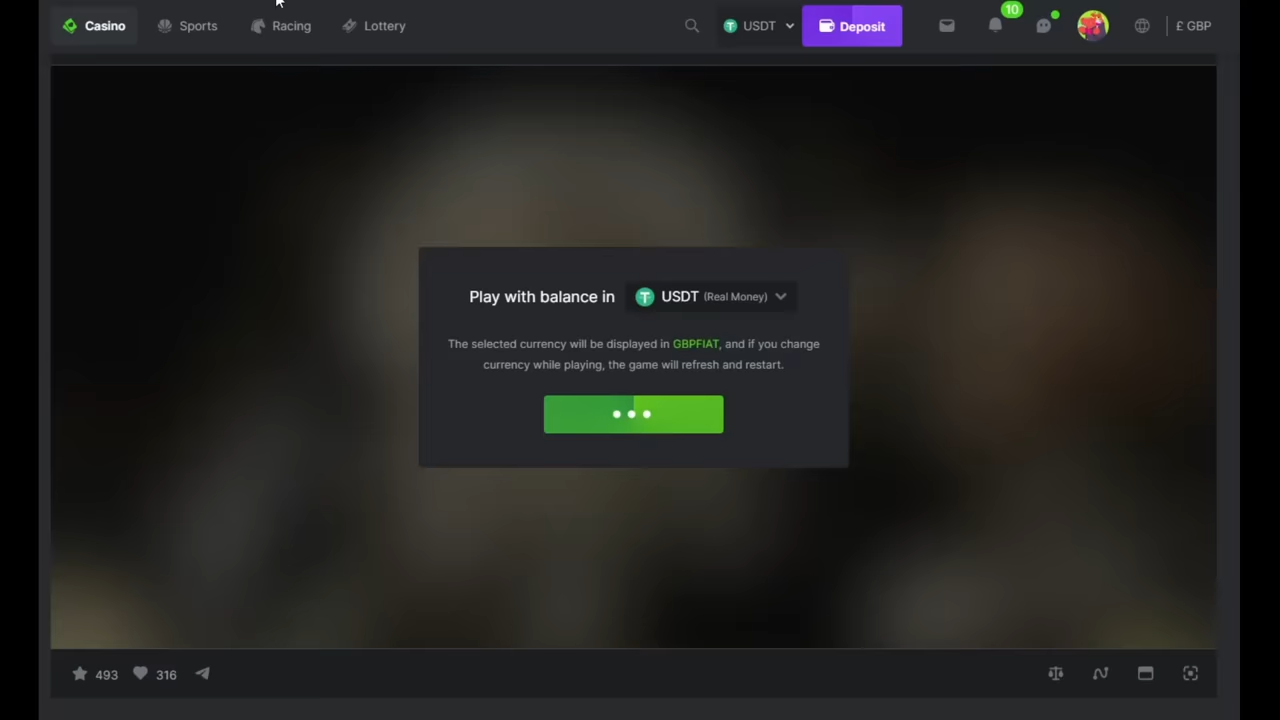 Casino Sports Racing Lottery USDT Deposit 10 £ GBP
Play with balance in USDT (Real Money)
The selected currency will be displayed in GBPFIAT, and if you change
currency while playing, the game will refresh and restart.
493 316